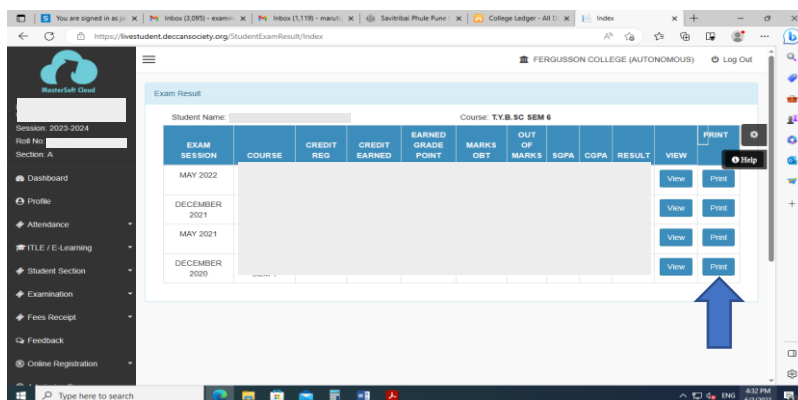 You are signed in as ja
Inbox (3,095) - examin
Inbox (1,119) - maruti.
Savitribai Phule Pune
College Ledger - All D
Index
https://livestudent.deccansociety.org/StudentExamResult/Index
MasterSoft Cloud
FERGUSSON COLLEGE (AUTONOMOUS)
Log Out
Session: 2023-2024
Roll No:
Section: A
Dashboard
Profile
Attendance
ITLE / E-Learning
Student Section
Examination
Fees Receipt
Feedback
Online Registration
Exam Result
Student Name:
Course: T.Y.B.SC SEM 6
EXAM SESSION COURSE CREDIT REG CREDIT EARNED EARNED GRADE POINT MARKS OBT OUT OF MARKS SGPA CGPA RESULT VIEW PRINT
Help
MAY 2022 View Print
DECEMBER 2021 View Print
MAY 2021 View Print
DECEMBER 2020 View Print
Type here to search
ENG
4:32 PM